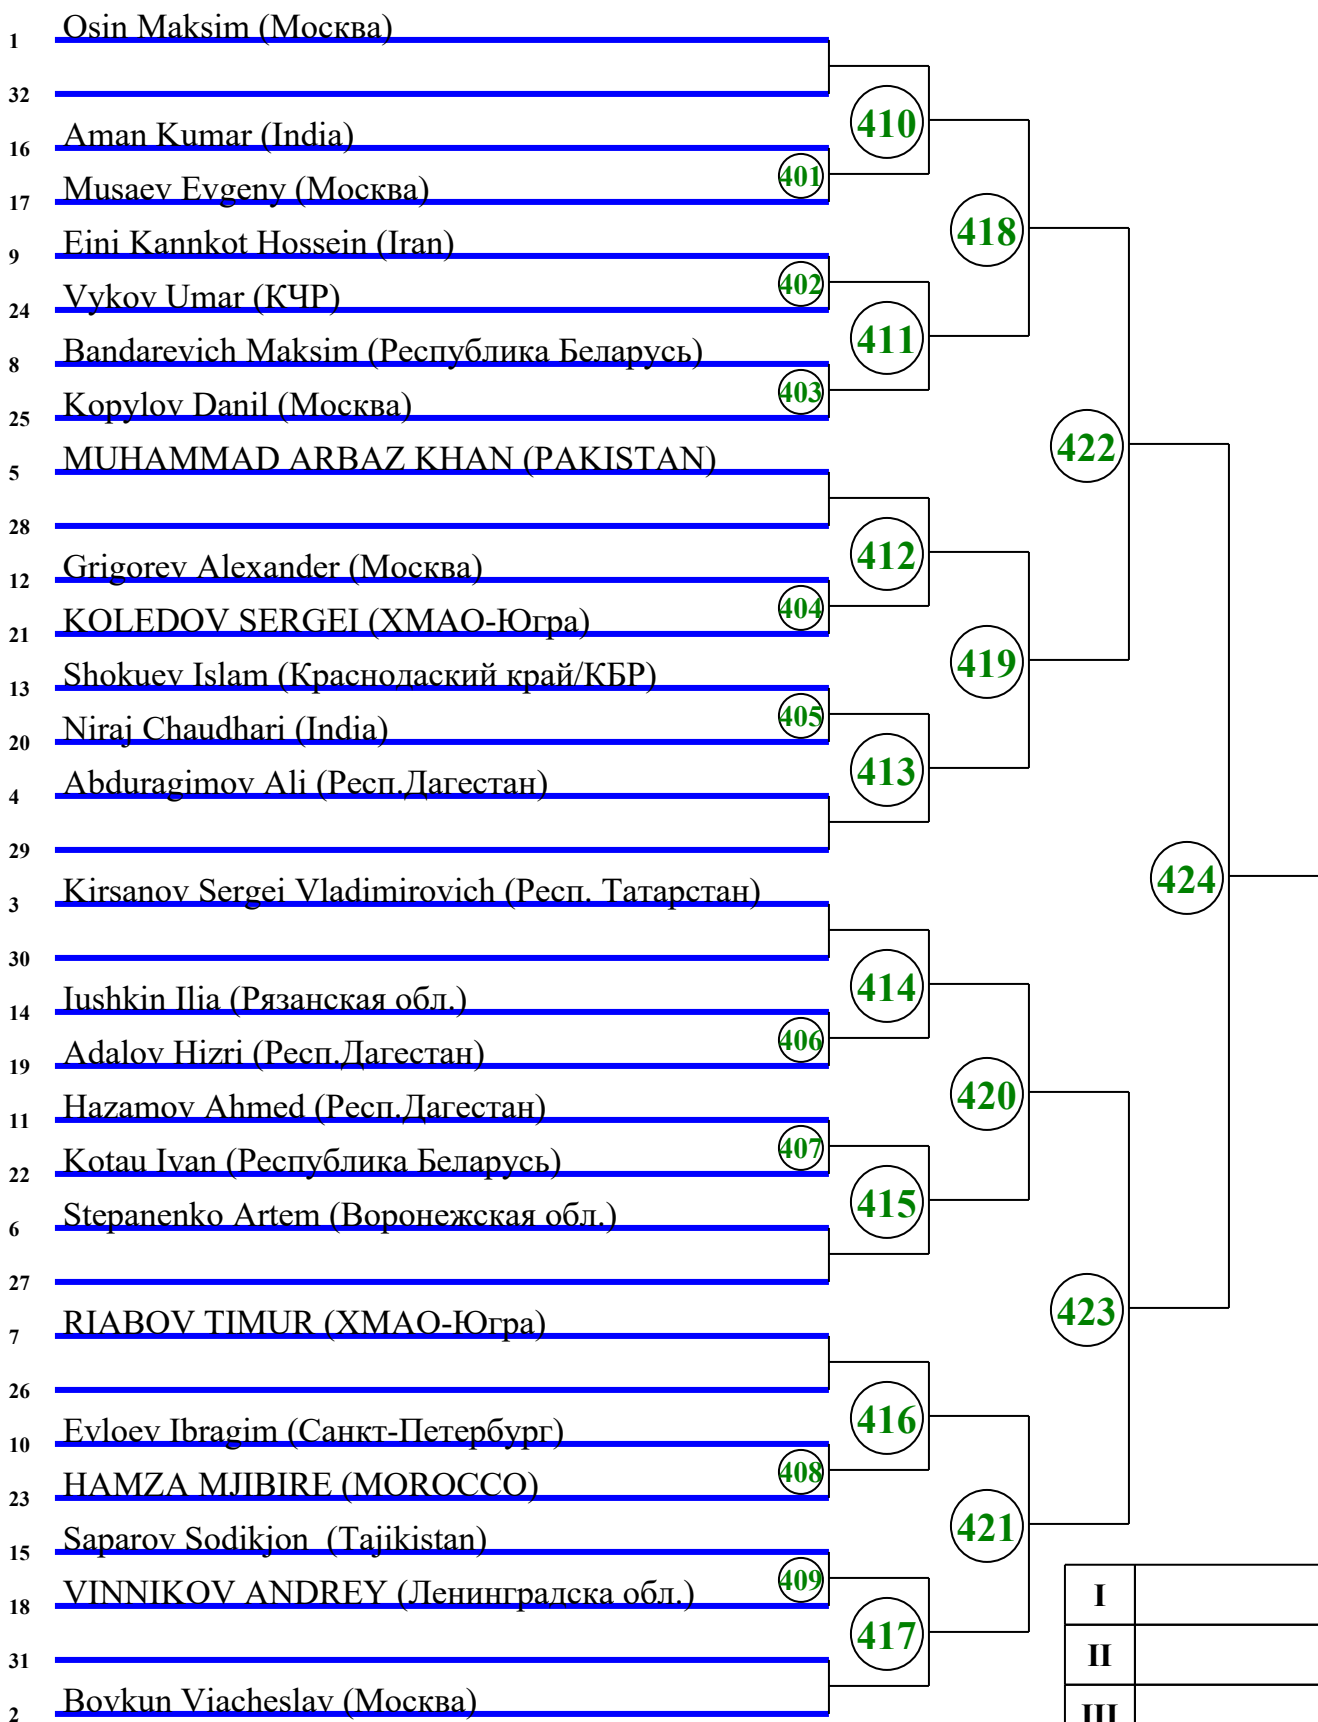 1 Osin Maksim (Москва)
32
16 Aman Kumar (India)
17 Musaev Evgeny (Москва)
9 Eini Kannkot Hossein (Iran)
24 Vykov Umar (КЧР)
8 Bandarevich Maksim (Республика Беларусь)
25 Kopylov Danil (Москва)
5 MUHAMMAD ARBAZ KHAN (PAKISTAN)
28
12 Grigorev Alexander (Москва)
21 KOLEDOV SERGEI (ХМАО-Югра)
13 Shokuev Islam (Краснодаский край/КБР)
20 Niraj Chaudhari (India)
4 Abduragimov Ali (Респ.Дагестан)
29
3 Kirsanov Sergei Vladimirovich (Респ. Татарстан)
30
14 Iushkin Ilia (Рязанская обл.)
19 Adalov Hizri (Респ.Дагестан)
11 Hazamov Ahmed (Респ.Дагестан)
22 Kotau Ivan (Республика Беларусь)
6 Stepanenko Artem (Воронежская обл.)
27
7 RIABOV TIMUR (ХМАО-Югра)
26
10 Evloev Ibragim (Санкт-Петербург)
23 HAMZA MJIBIRE (MOROCCO)
15 Saparov Sodikjon (Tajikistan)
18 VINNIKOV ANDREY (Ленинградска обл.)
31
2 Bovkun Viacheslav (Москва)
401
402
403
404
405
406
407
408
409
410
411
412
413
414
415
416
417
418
419
420
421
422
423
424
I
II
III